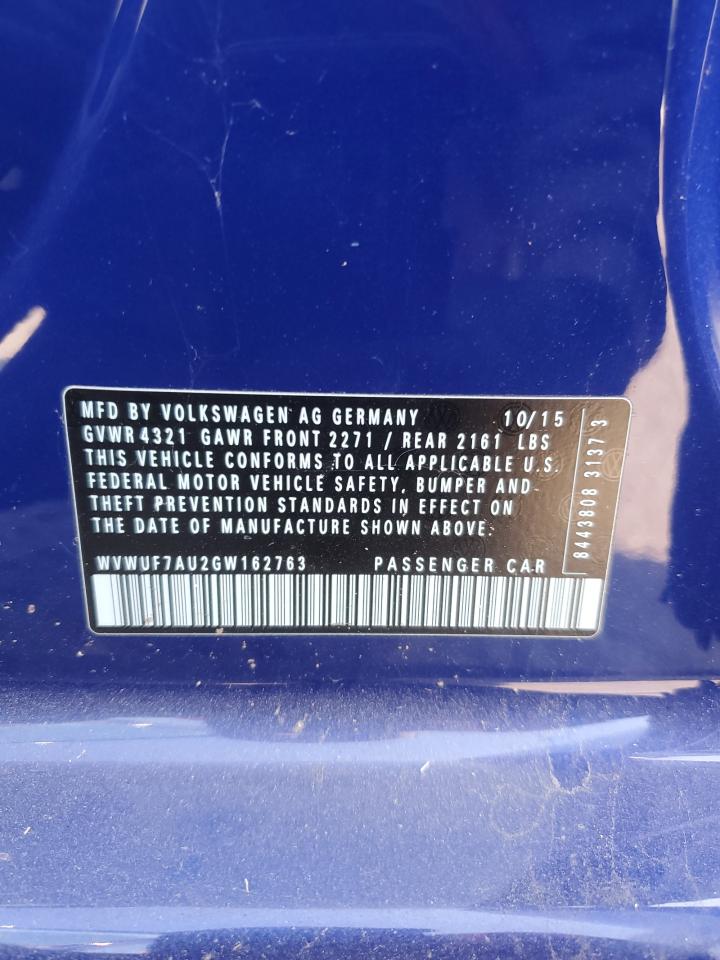 MFD BY VOLKSWAGEN AG GERMANY 10/15
GVWR 4321 GAWR FRONT 2271 / REAR 2161 LBS
THIS VEHICLE CONFORMS TO ALL APPLICABLE U.S.
FEDERAL MOTOR VEHICLE SAFETY, BUMPER AND
THEFT PREVENTION STANDARDS IN EFFECT ON
THE DATE OF MANUFACTURE SHOWN ABOVE.
WVWUF7AU2GW162763 PASSENGER CAR
8443808 3137 3